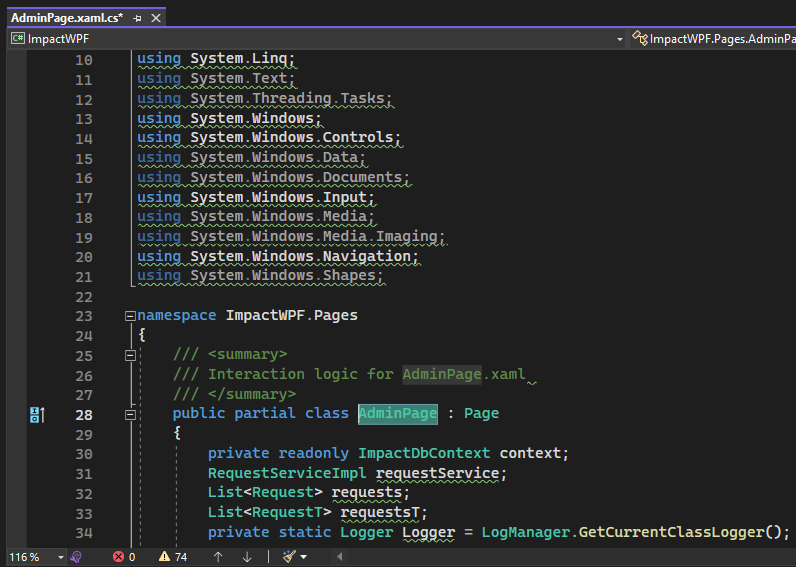 AdminPage.xaml.cs*
C# ImpactWPF ImpactWPF.Pages.AdminPa
10 using System.Linq;
11 using System.Text;
12 using System.Threading.Tasks;
13 using System.Windows;
14 using System.Windows.Controls;
15 using System.Windows.Data;
16 using System.Windows.Documents;
17 using System.Windows.Input;
18 using System.Windows.Media;
19 using System.Windows.Media.Imaging;
20 using System.Windows.Navigation;
21 using System.Windows.Shapes;
22
23 namespace ImpactWPF.Pages
24 {
25 /// <summary>
26 /// Interaction logic for AdminPage.xaml
27 /// </summary>
28 public partial class AdminPage : Page
29 {
30 private readonly ImpactDbContext context;
31 RequestServiceImpl requestService;
32 List<Request> requests;
33 List<RequestT> requestsT;
34 private static Logger Logger = LogManager.GetCurrentClassLogger();
116 % 0 74